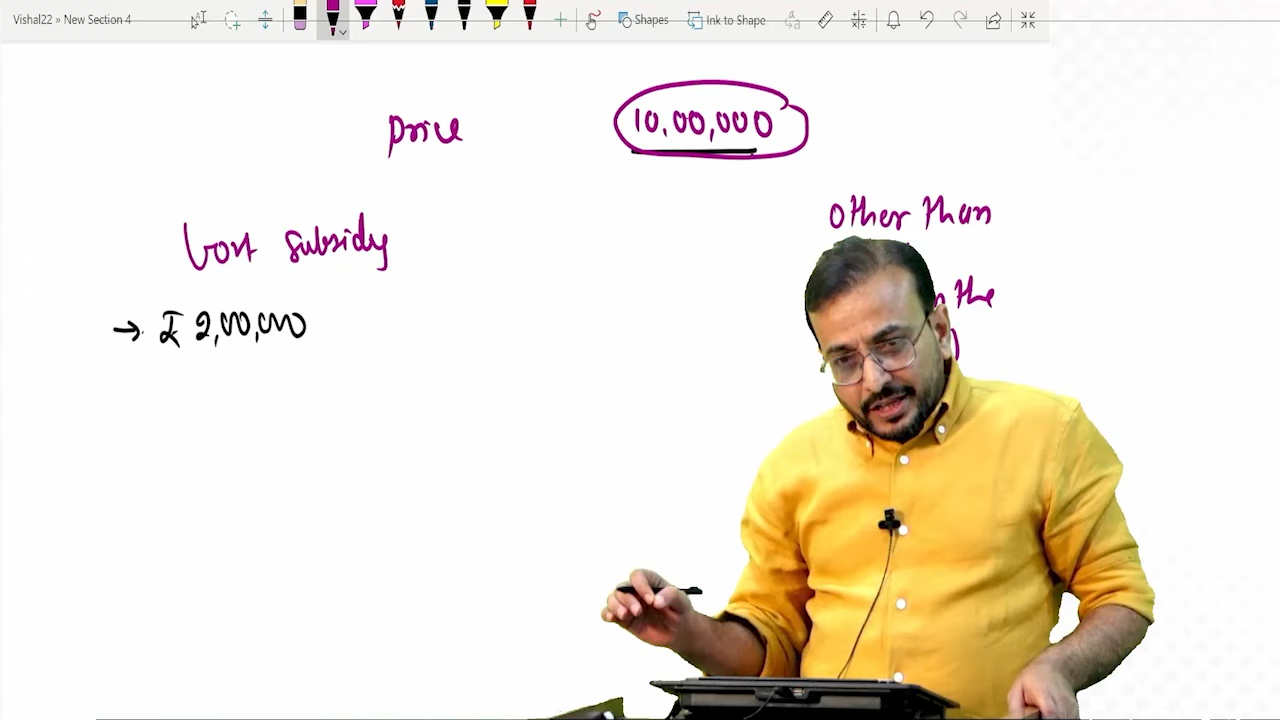 Vishal22 » New Section 4
Shapes
Ink to Shape
Price 10,00,000
Govt subsidy
Other than
the
→ ₹ 2,00,000